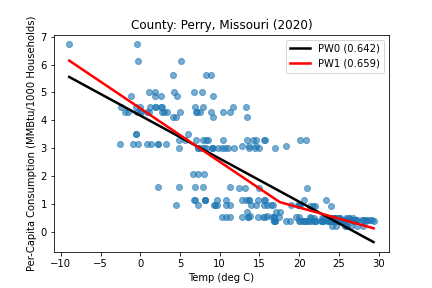 County: Perry, Missouri (2020)
PW0 (0.642)
PW1 (0.659)
Per-Capita Consumption (MMBtu/1000 Households)
7
6
5
4
3
2
1
0
−10 −5 0 5 10 15 20 25 30
Temp (deg C)